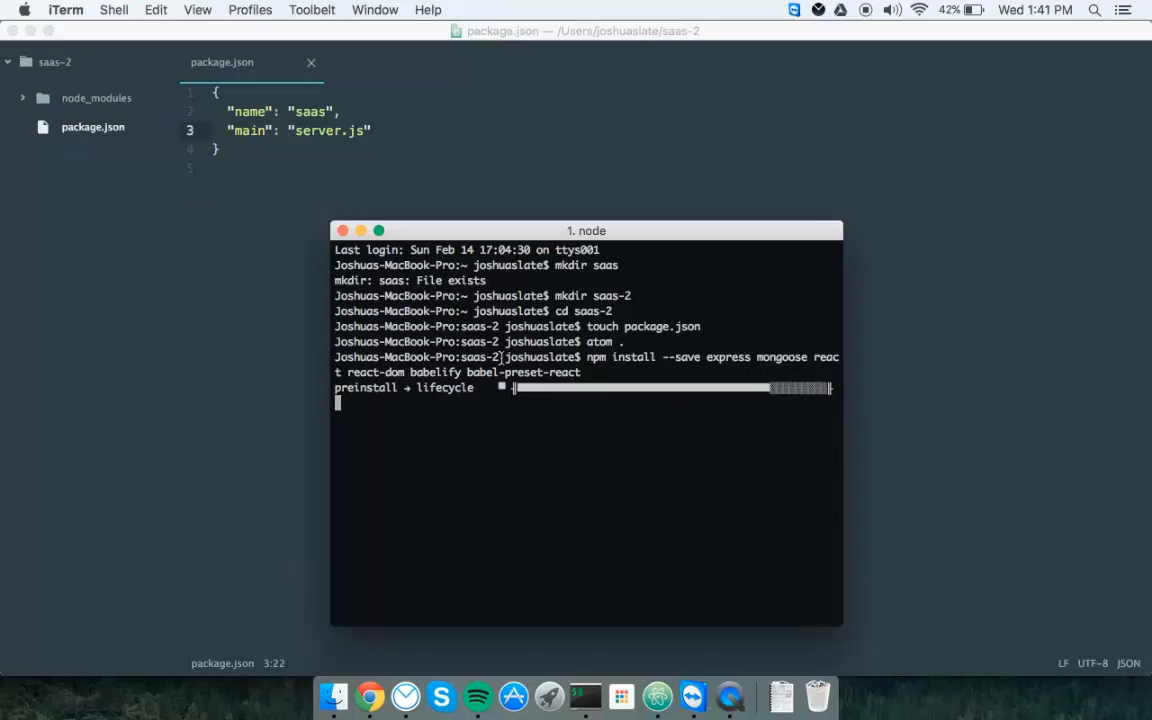 iTerm Shell Edit View Profiles Toolbelt Window Help 42% Wed 1:41 PM
package.json — /Users/joshuaslate/saas-2
saas-2
node_modules
package.json
package.json
1 {
2 "name": "saas",
3 "main": "server.js"
4 }
5
1. node
Last login: Sun Feb 14 17:04:30 on ttys001
Joshuas-MacBook-Pro:~ joshuaslate$ mkdir saas
mkdir: saas: File exists
Joshuas-MacBook-Pro:~ joshuaslate$ mkdir saas-2
Joshuas-MacBook-Pro:~ joshuaslate$ cd saas-2
Joshuas-MacBook-Pro:saas-2 joshuaslate$ touch package.json
Joshuas-MacBook-Pro:saas-2 joshuaslate$ atom .
Joshuas-MacBook-Pro:saas-2 joshuaslate$ npm install --save express mongoose reac
t react-dom babelify babel-preset-react
preinstall → lifecycle
package.json 3:22
LF UTF-8 JSON